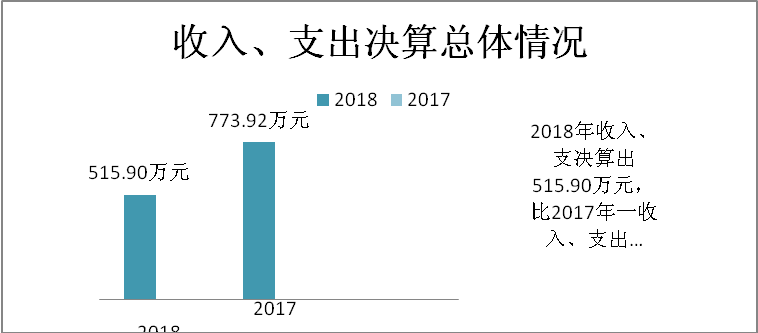 收入、支出决算总体情况
2018 2017
773.92万元
515.90万元
2018年收入、
支决算出
515.90万元，
比2017年一收
入、支出...
2017
2018